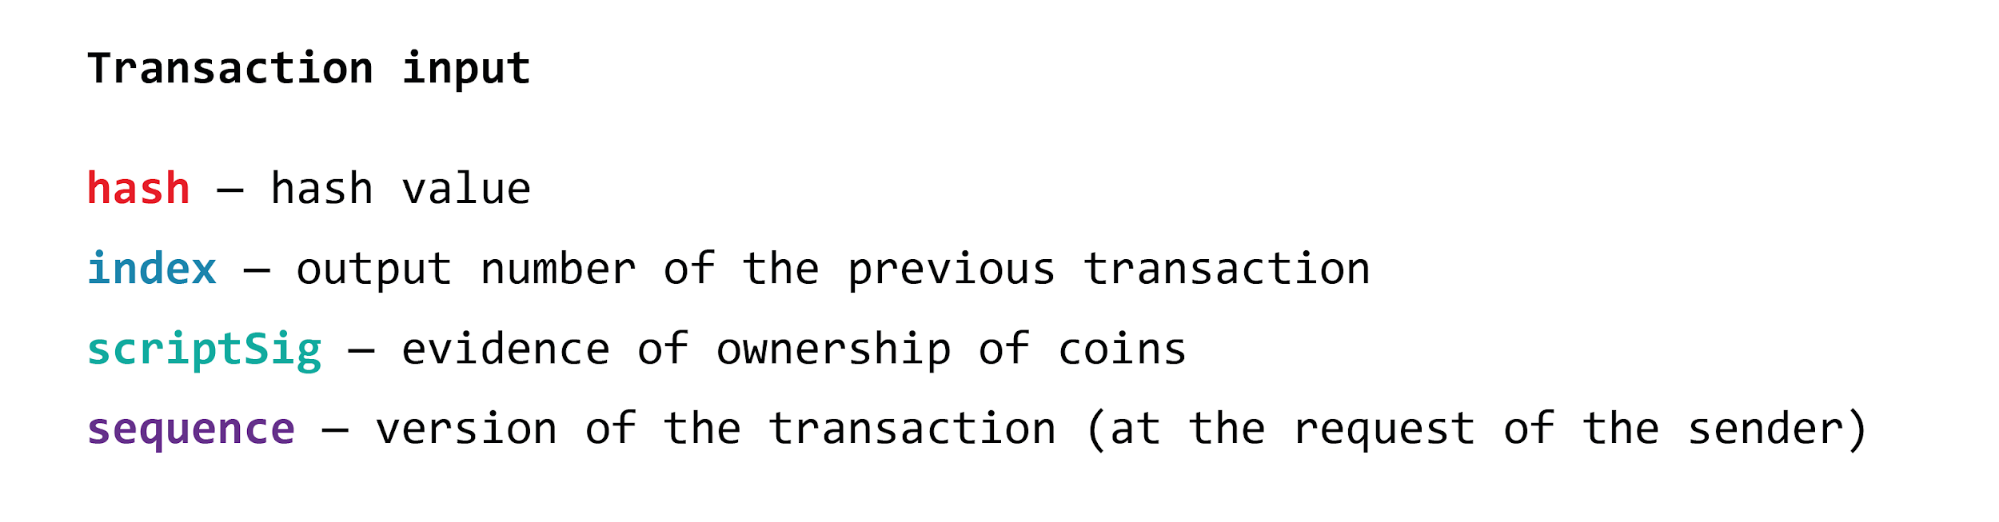 Transaction input
hash — hash value
index — output number of the previous transaction
scriptSig — evidence of ownership of coins
sequence — version of the transaction (at the request of the sender)